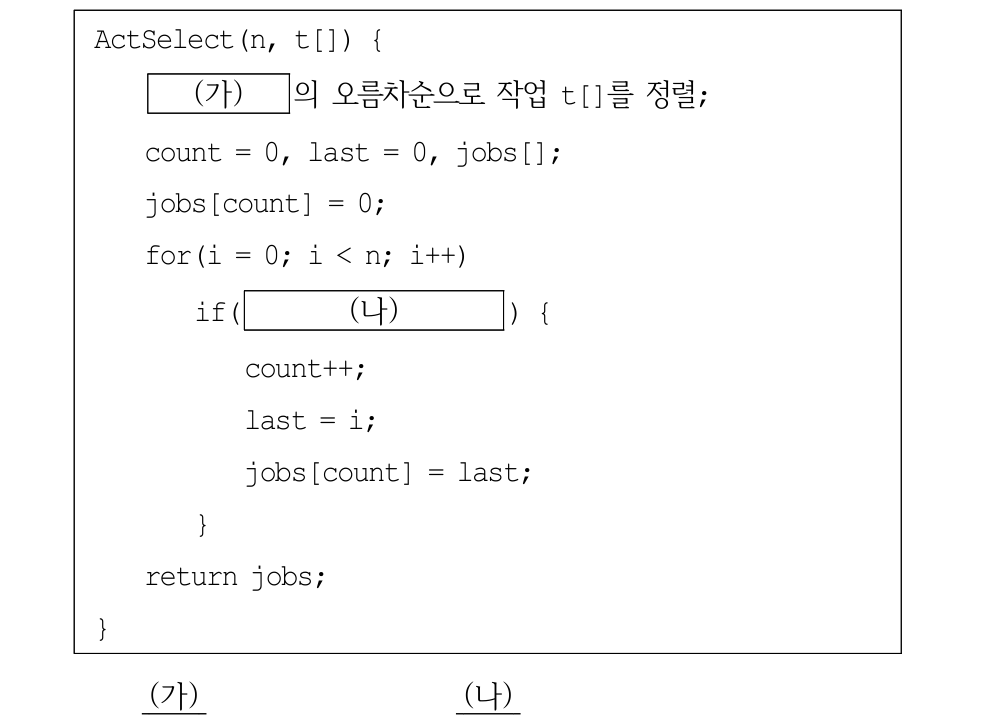 ActSelect(n, t[]) {
(가)의 오름차순으로 작업 t[]를 정렬;
count = 0, last = 0, jobs[];
jobs[count] = 0;
for(i = 0; i < n; i++)
if( (나) ) {
count++;
last = i;
jobs[count] = last;
}
return jobs;
}
(가) (나)